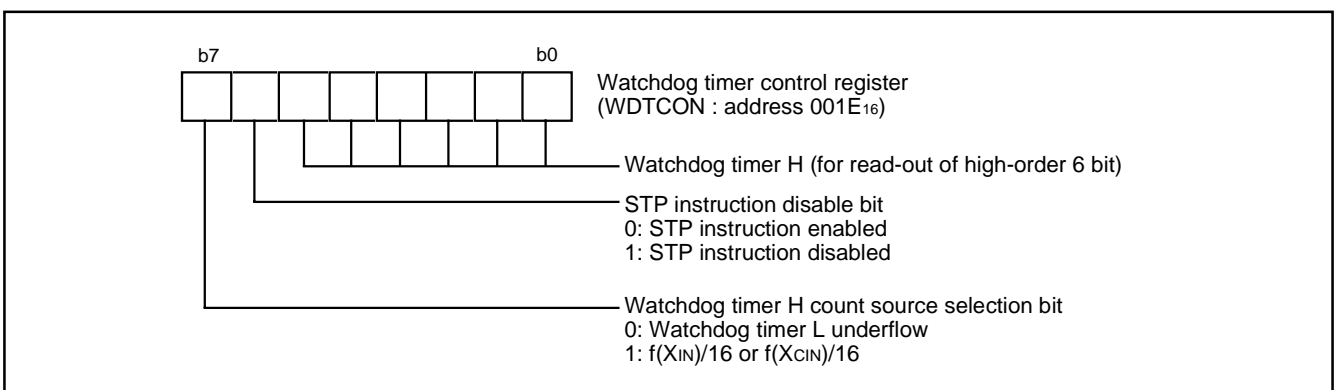 b7 b0
Watchdog timer control register
(WDTCON : address 001E₁₆)
Watchdog timer H (for read-out of high-order 6 bit)
STP instruction disable bit
0: STP instruction enabled
1: STP instruction disabled
Watchdog timer H count source selection bit
0: Watchdog timer L underflow
1: f(XIN)/16 or f(XCIN)/16